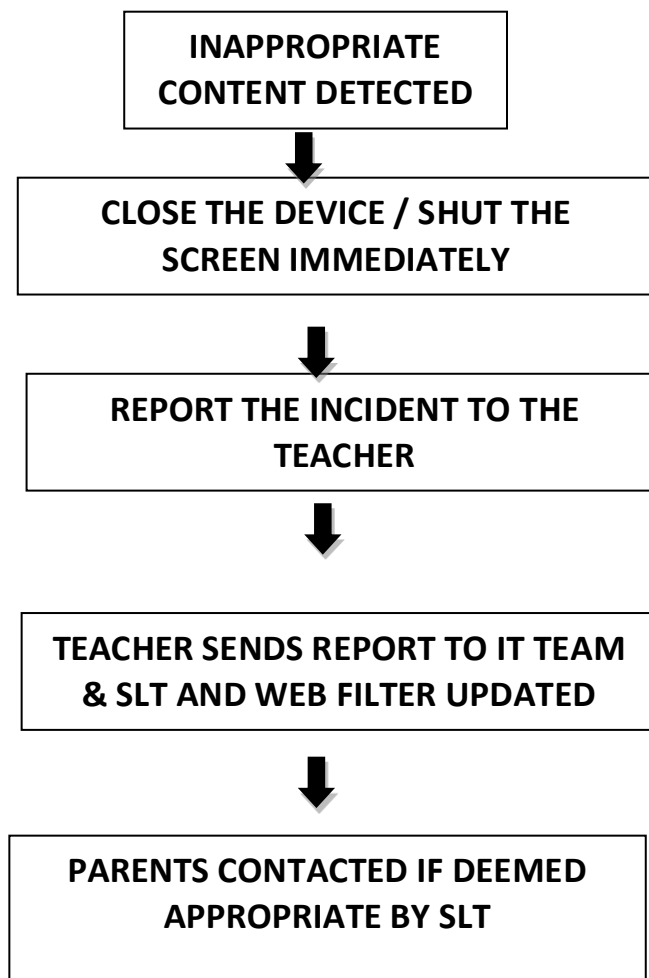 INAPPROPRIATE
CONTENT DETECTED
CLOSE THE DEVICE / SHUT THE
SCREEN IMMEDIATELY
REPORT THE INCIDENT TO THE
TEACHER
TEACHER SENDS REPORT TO IT TEAM
& SLT AND WEB FILTER UPDATED
PARENTS CONTACTED IF DEEMED
APPROPRIATE BY SLT